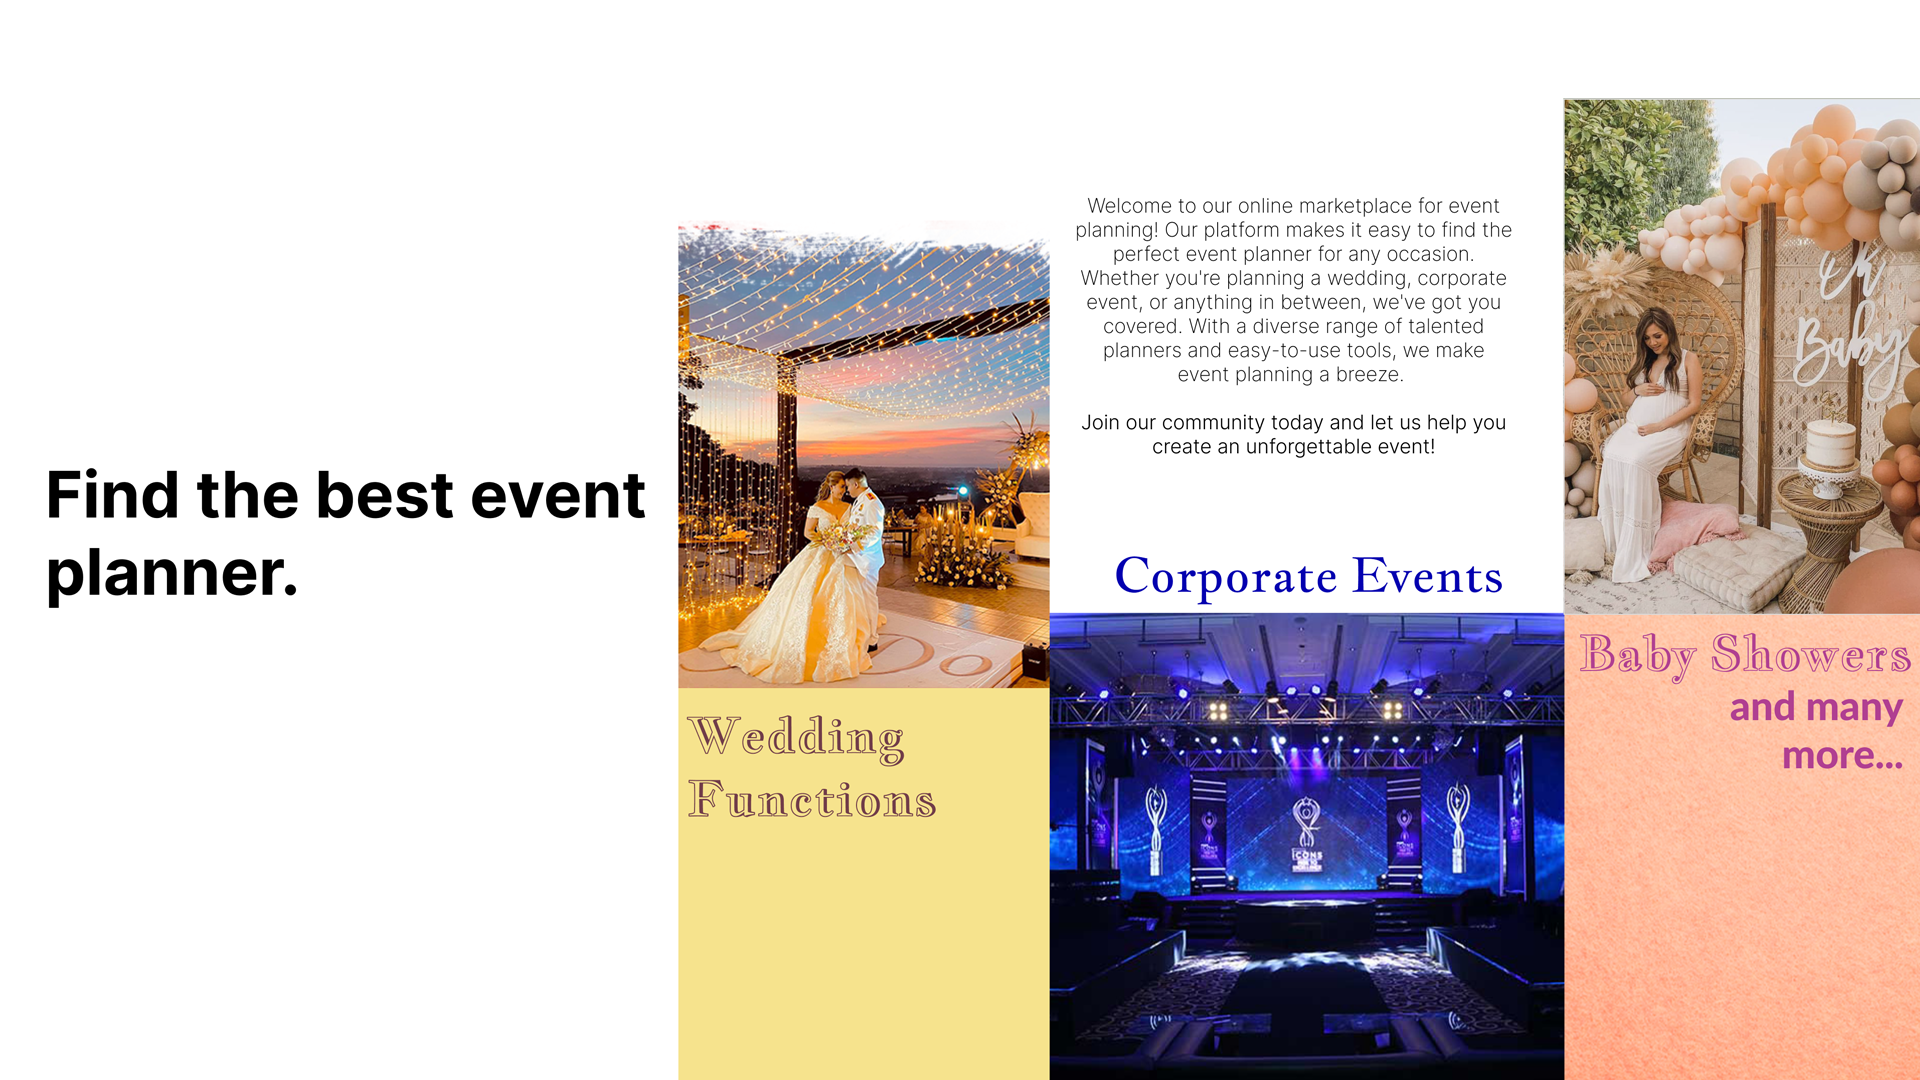 Find the best event
planner.
Wedding
Functions
Welcome to our online marketplace for event
planning! Our platform makes it easy to find the
perfect event planner for any occasion.
Whether you're planning a wedding, corporate
event, or anything in between, we've got you
covered. With a diverse range of talented
planners and easy-to-use tools, we make
event planning a breeze.
Join our community today and let us help you
create an unforgettable event!
Corporate Events
ICONS
Oh
Baby
Baby Showers
and many
more...